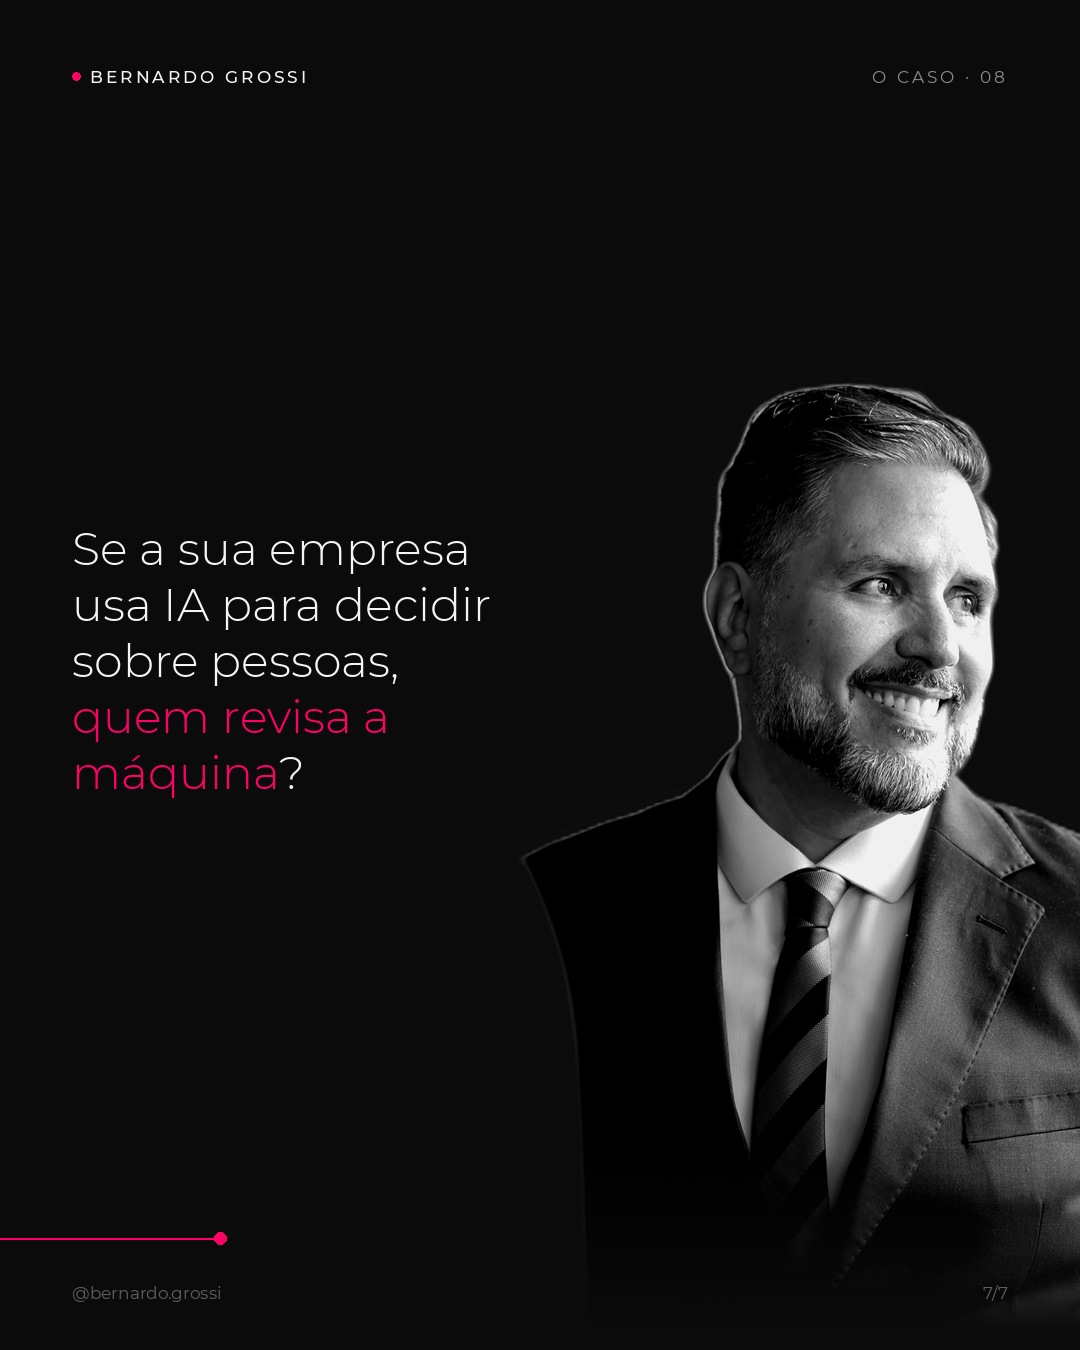 BERNARDO GROSSI
O CASO · 08
Se a sua empresa
usa IA para decidir
sobre pessoas,
quem revisa a
máquina?
@bernardo.grossi
7/7